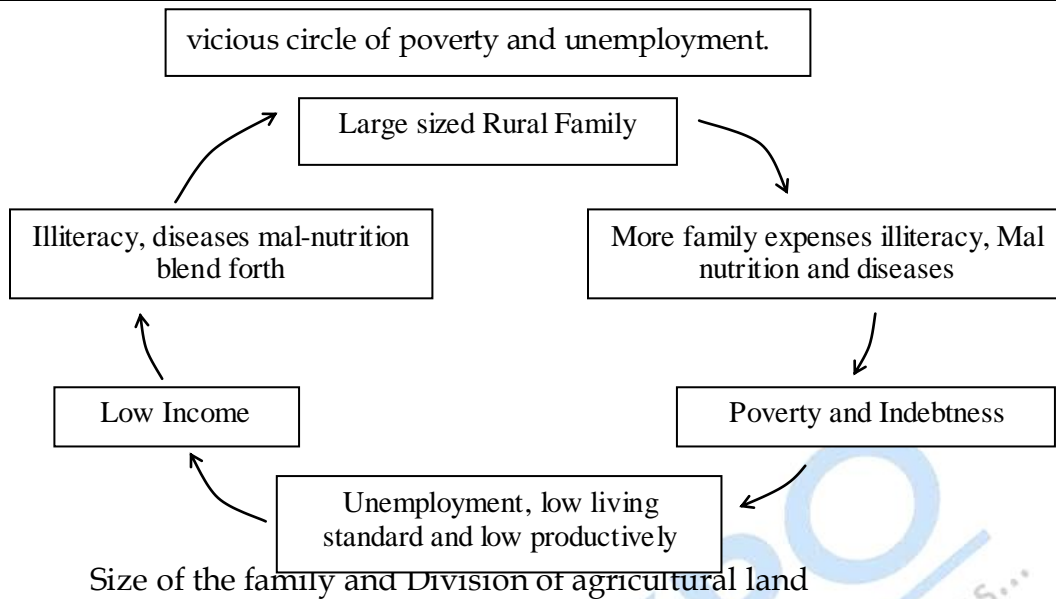 vicious circle of poverty and unemployment.
Large sized Rural Family
Illiteracy, diseases mal-nutrition
blend forth
More family expenses illiteracy, Mal
nutrition and diseases
Low Income
Poverty and Indebtness
Unemployment, low living
standard and low productively
Size of the family and Division of agricultural land